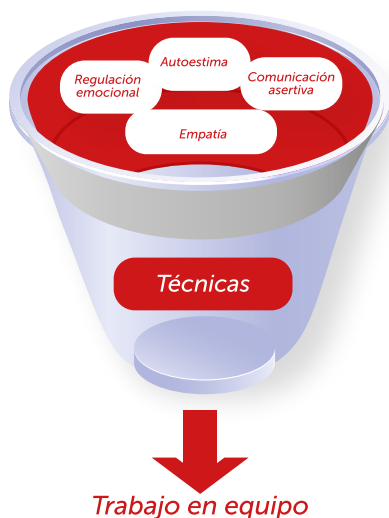 Autoestima
Regulación
emocional
Comunicación
asertiva
Empatía
Técnicas
Trabajo en equipo